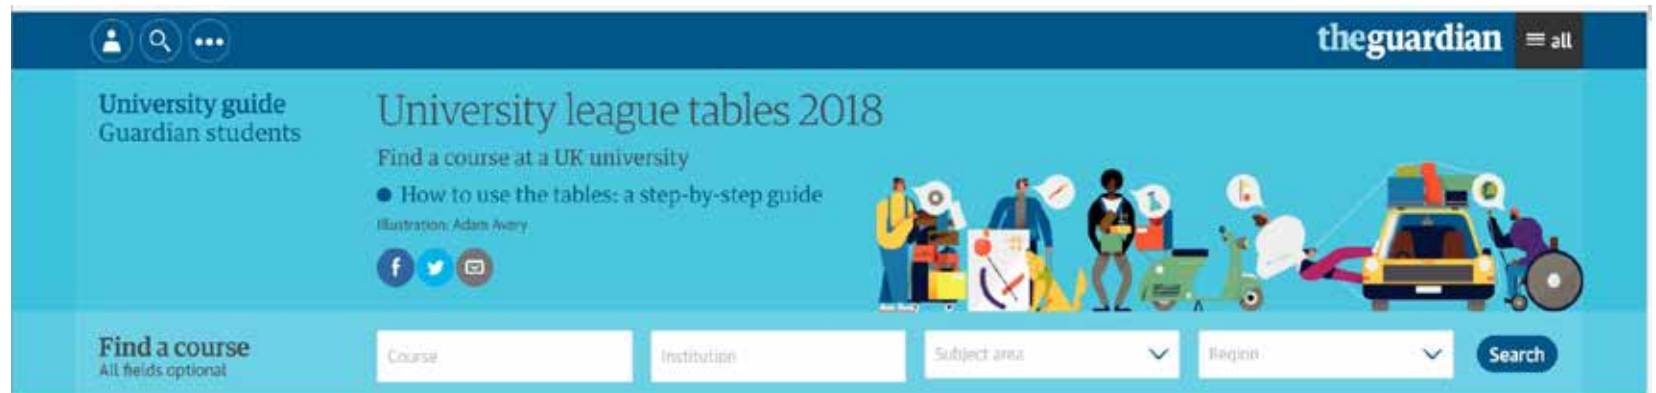 theguardian
all
University guide
Guardian students
University league tables 2018
Find a course at a UK university
How to use the tables: a step-by-step guide
Illustration: Adam Avery
f
Find a course
All fields optional
Course
Institution
Subject area
Region
Search